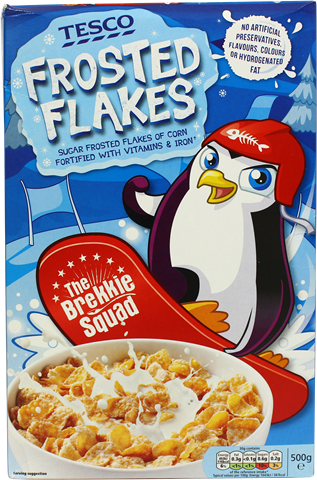 TESCO
NO ARTIFICIAL
PRESERVATIVES,
FLAVOURS, COLOURS
OR HYDROGENATED
FAT
FROSTED
FLAKES
SUGAR FROSTED FLAKES OF CORN
FORTIFIED WITH VITAMINS & IRON
The
Brekkie
Squad
500g
e
serving suggestion